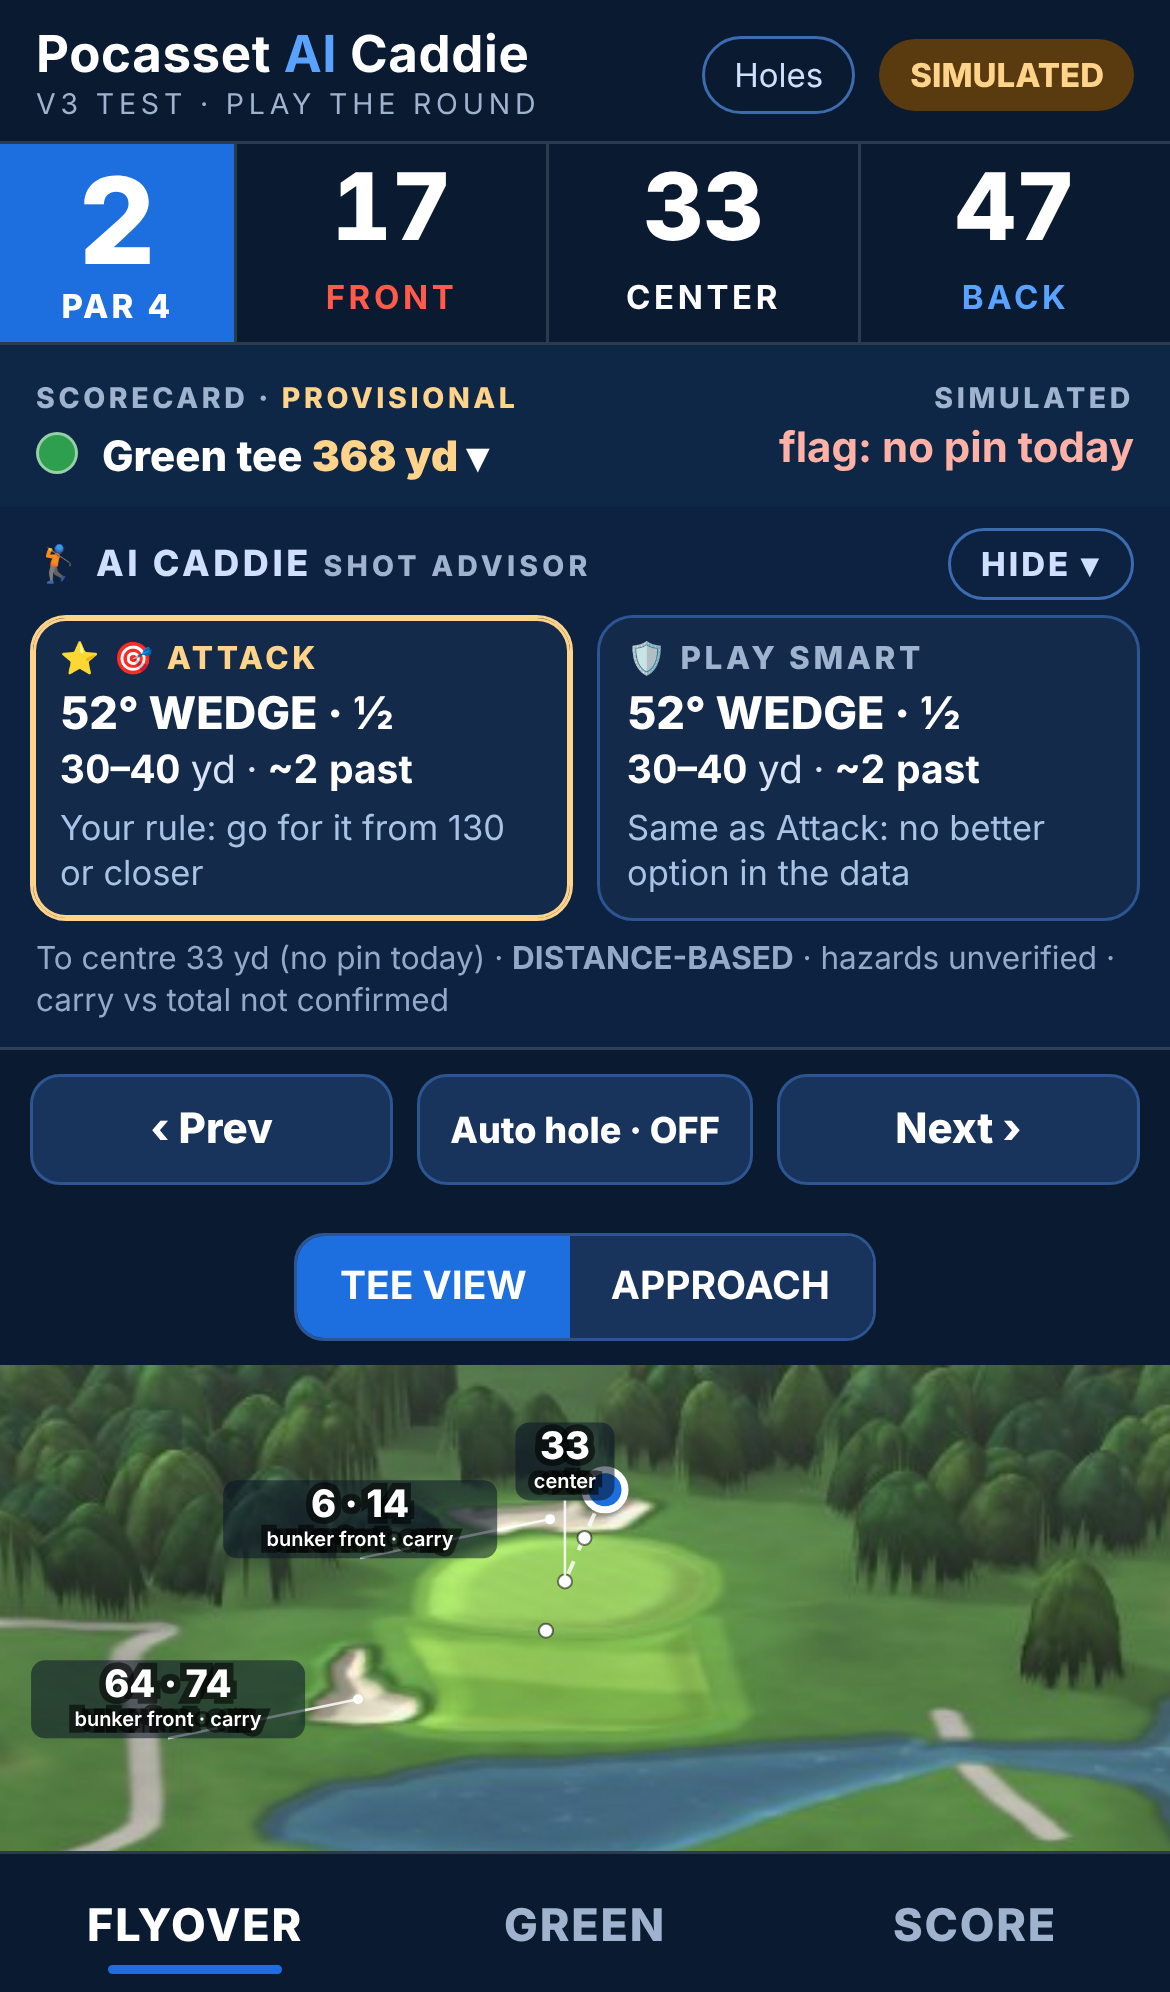 Pocasset AI Caddie
V3 TEST · PLAY THE ROUND
Holes
SIMULATED
2
PAR 4
17
FRONT
33
CENTER
47
BACK
SCORECARD · PROVISIONAL
Green tee 368 yd ▾
SIMULATED
flag: no pin today
AI CADDIE SHOT ADVISOR
HIDE ▾
ATTACK
52° WEDGE · ½
30–40 yd · ~2 past
Your rule: go for it from 130
or closer
PLAY SMART
52° WEDGE · ½
30–40 yd · ~2 past
Same as Attack: no better
option in the data
To centre 33 yd (no pin today) · DISTANCE-BASED · hazards unverified ·
carry vs total not confirmed
‹ Prev
Auto hole · OFF
Next ›
TEE VIEW
APPROACH
33
center
6 · 14
bunker front · carry
64 · 74
bunker front · carry
FLYOVER
GREEN
SCORE